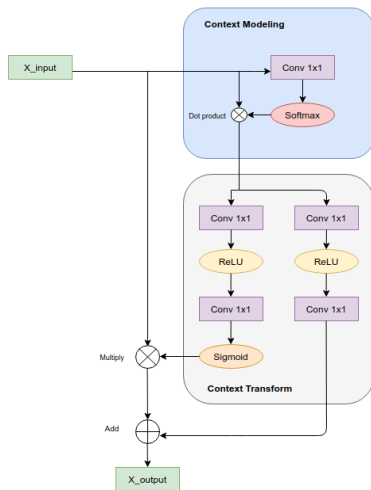 Context Modeling
X_input
Conv 1x1
Dot product
Softmax
Conv 1x1
Conv 1x1
ReLU
ReLU
Conv 1x1
Conv 1x1
Multiply
Sigmoid
Context Transform
Add
X_output